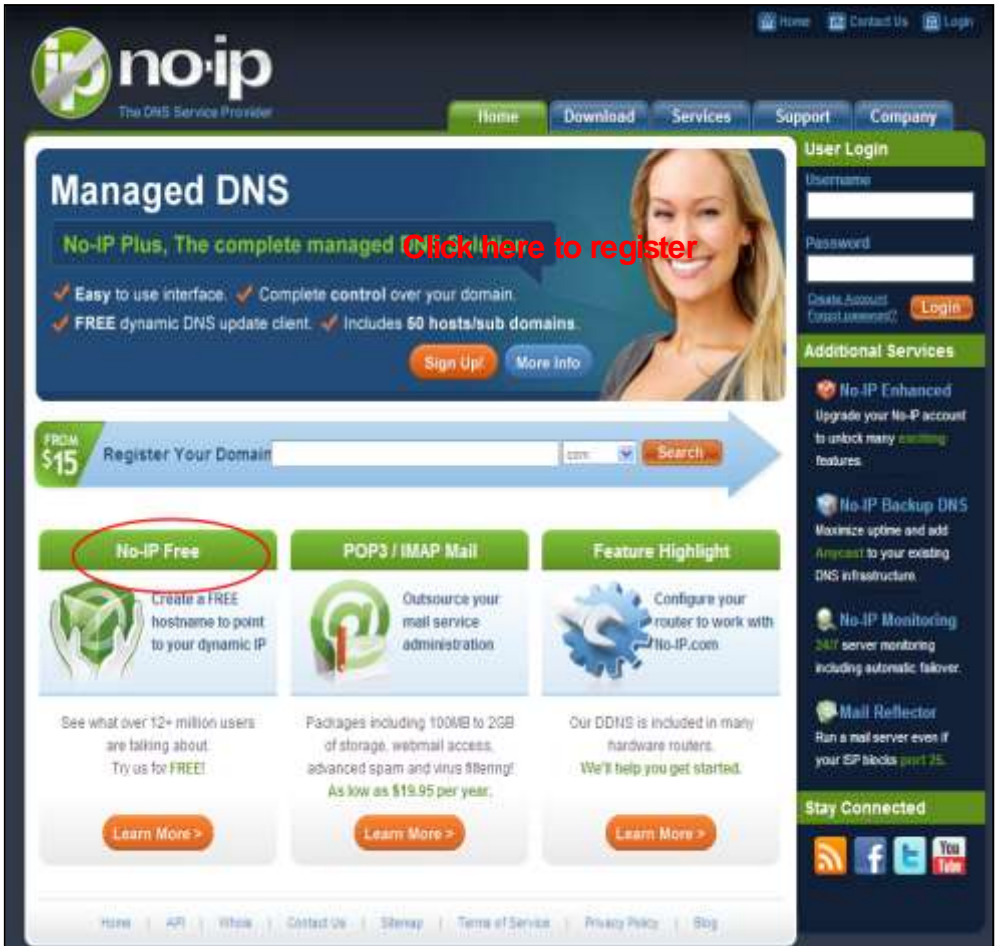 Home Contact Us Login
ip no·ip
The DNS Service Provider
Home Download Services Support Company
Managed DNS
No-IP Plus, The complete managed
Click here to register
Easy to use interface. Complete control over your domain.
FREE dynamic DNS update client. Includes 50 hosts/sub domains.
Sign Up! More Info
User Login
Username
Password
Create Account
Forgot password?
Login
FROM
$15
Register Your Domain
com
Search
Additional Services
No-IP Enhanced
Upgrade your No-IP account
to unlock many exciting
features.
No-IP Backup DNS
Maximize uptime and add
Anycast to your existing
DNS infrastructure.
No-IP Monitoring
24/7 server monitoring
including automatic failover.
Mail Reflector
Run a mail server even if
your ISP blocks port 25.
Stay Connected
You
Tube
No-IP Free
Create a FREE
hostname to point
to your dynamic IP
See what over 12+ million users
are talking about.
Try us for FREE!
Learn More >
POP3 / IMAP Mail
Outsource your
mail service
administration
Packages including 100MB to 2GB
of storage, webmail access,
advanced spam and virus filtering!
As low as $19.95 per year.
Learn More >
Feature Highlight
Configure your
router to work with
No-IP.com
Our DDNS is included in many
hardware routers.
We'll help you get started.
Learn More >
Home | API | Whois | Contact Us | Sitemap | Terms of Service | Privacy Policy | Blog